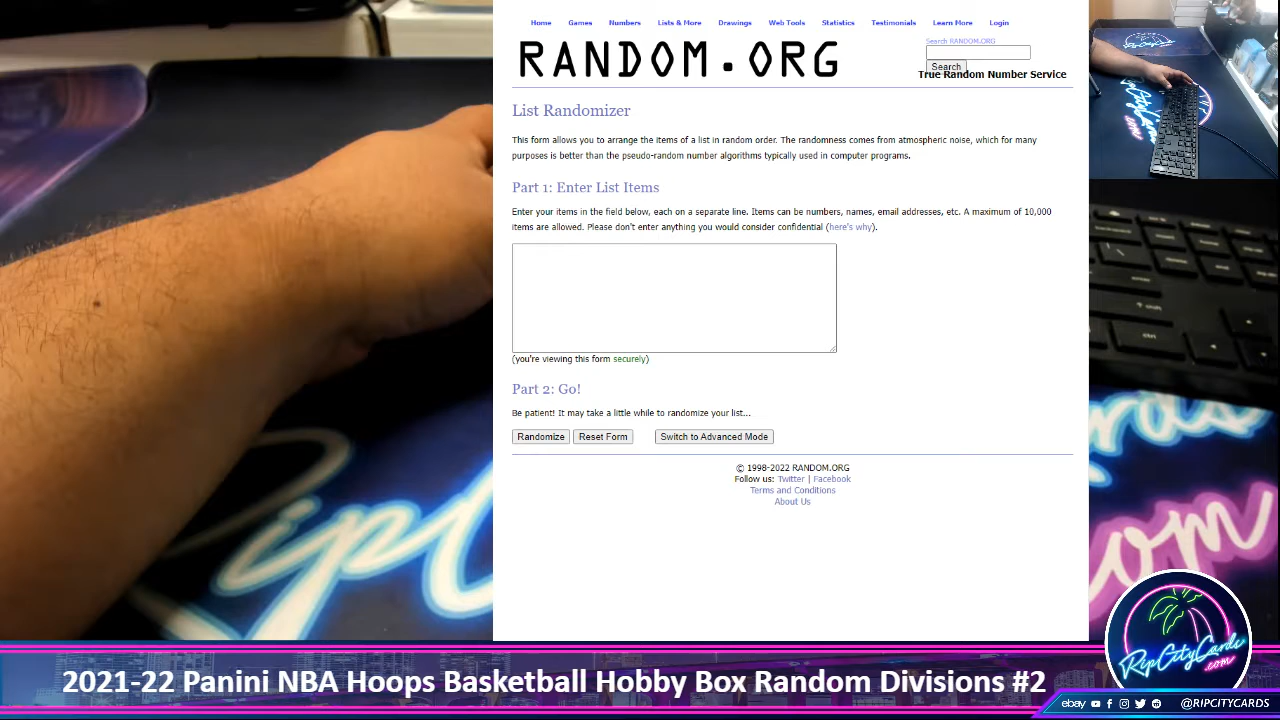 Home Games Numbers Lists & More Drawings Web Tools Statistics Testimonials Learn More Login
RANDOM.ORG
Search RANDOM.ORG
Search
True Random Number Service
List Randomizer
This form allows you to arrange the items of a list in random order. The randomness comes from atmospheric noise, which for many
purposes is better than the pseudo-random number algorithms typically used in computer programs.
Part 1: Enter List Items
Enter your items in the field below, each on a separate line. Items can be numbers, names, email addresses, etc. A maximum of 10,000
items are allowed. Please don't enter anything you would consider confidential (here's why).
(you're viewing this form securely)
Part 2: Go!
Be patient! It may take a little while to randomize your list...
Randomize Reset Form Switch to Advanced Mode
© 1998-2022 RANDOM.ORG
Follow us: Twitter | Facebook
Terms and Conditions
About Us
RipCityCards
.com
2021-22 Panini NBA Hoops Basketball Hobby Box Random Divisions #2
ebay @RIPCITYCARDS